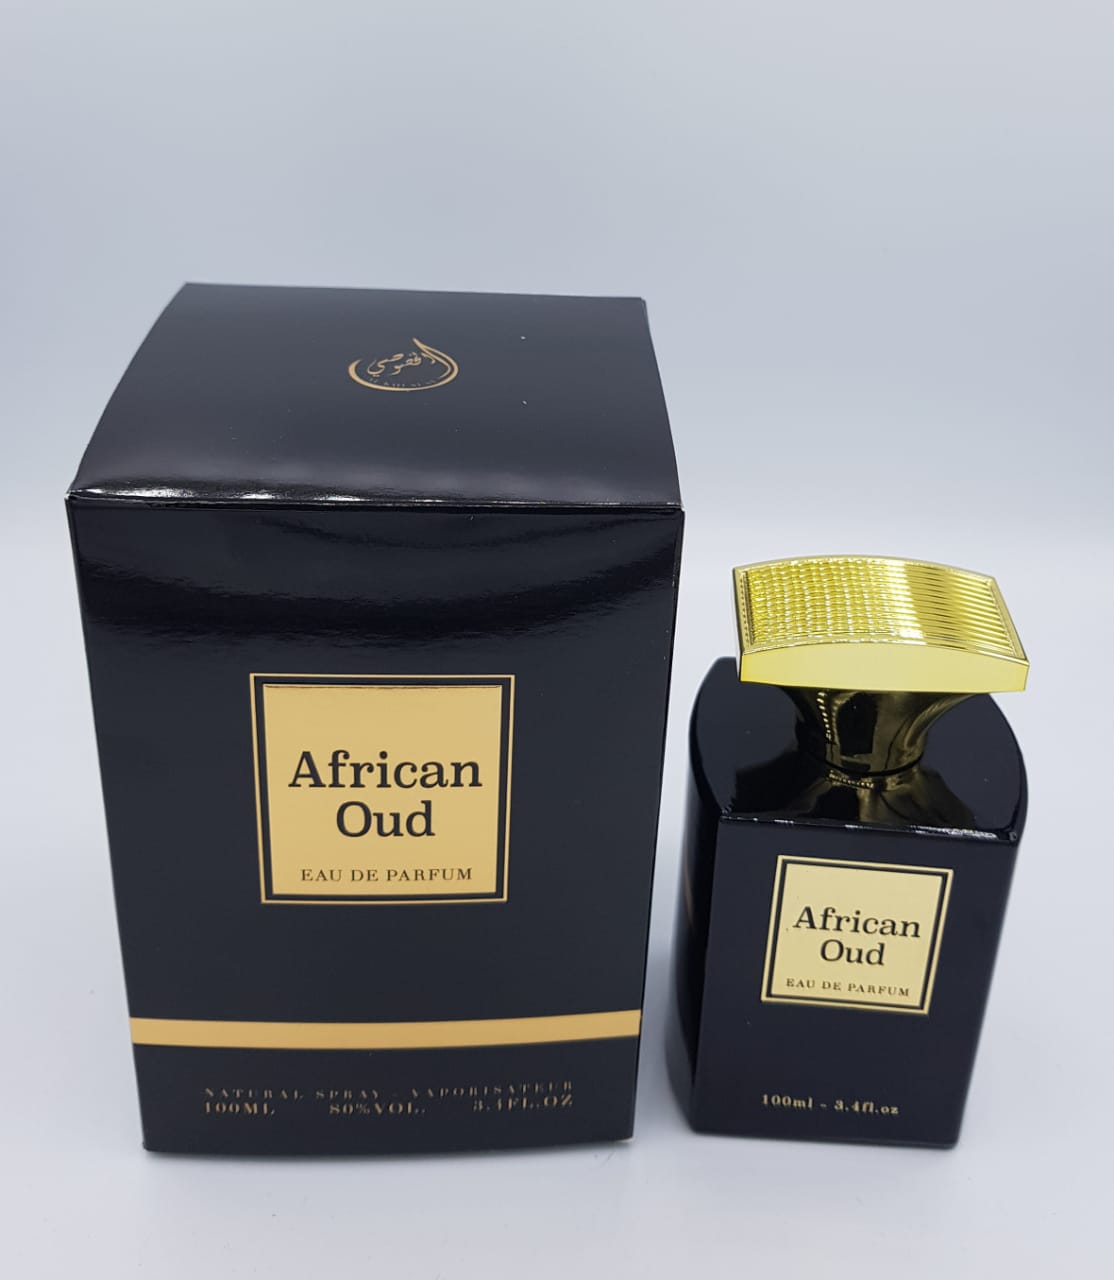 الخصوصي
African
Oud
EAU DE PARFUM
NATURAL SPRAY - VAPORISATEUR
100ML 80%VOL. 3.4FL.OZ
African
Oud
EAU DE PARFUM
100ml - 3.4fl.oz